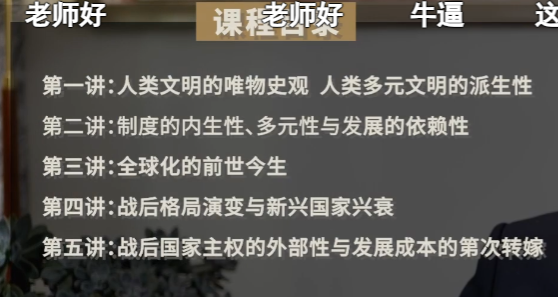 老师好 老师好 牛逼 这
课程目录
第一讲：人类文明的唯物史观 人类多元文明的派生性
第二讲：制度的内生性、多元性与发展的依赖性
第三讲：全球化的前世今生
第四讲：战后格局演变与新兴国家兴衰
第五讲：战后国家主权的外部性与发展成本的第次转嫁